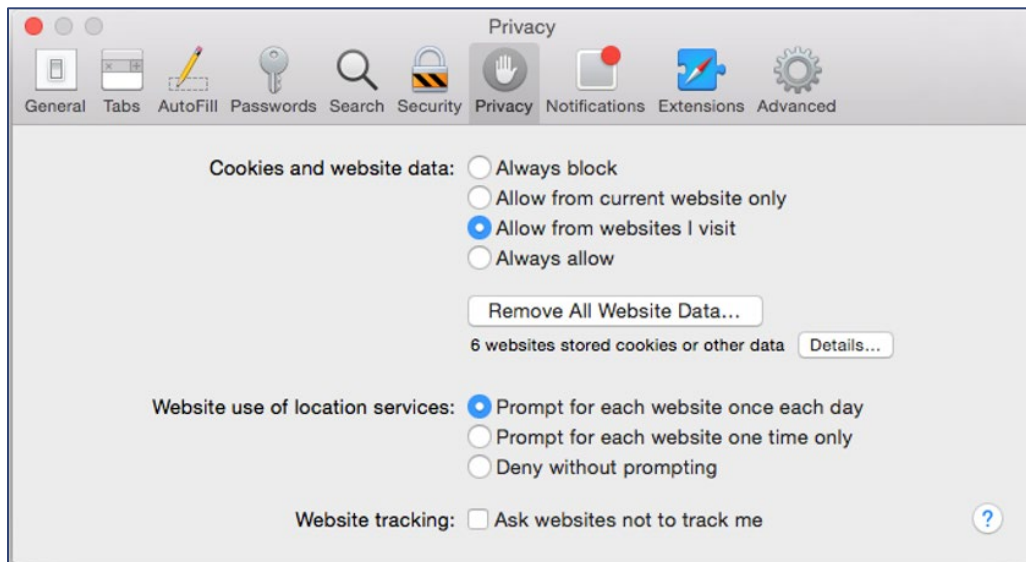 Privacy
General Tabs AutoFill Passwords Search Security Privacy Notifications Extensions Advanced
Cookies and website data: Always block
Allow from current website only
Allow from websites I visit
Always allow
Remove All Website Data...
6 websites stored cookies or other data Details...
Website use of location services: Prompt for each website once each day
Prompt for each website one time only
Deny without prompting
Website tracking: Ask websites not to track me ?